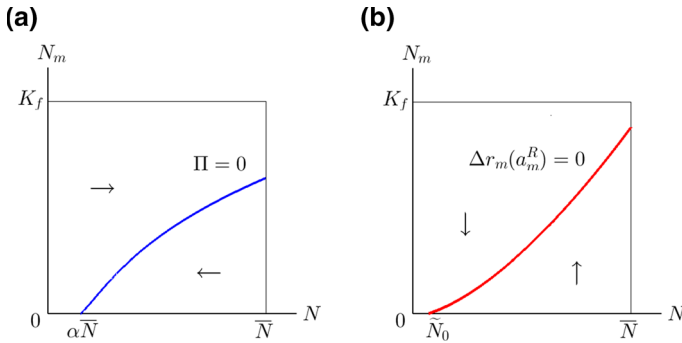 (a)
N_m
K_f
Π = 0
0
αN̅
N̅
N
(b)
N_m
K_f
Δr_m(a_m^R) = 0
0
Ñ_0
N̅
N